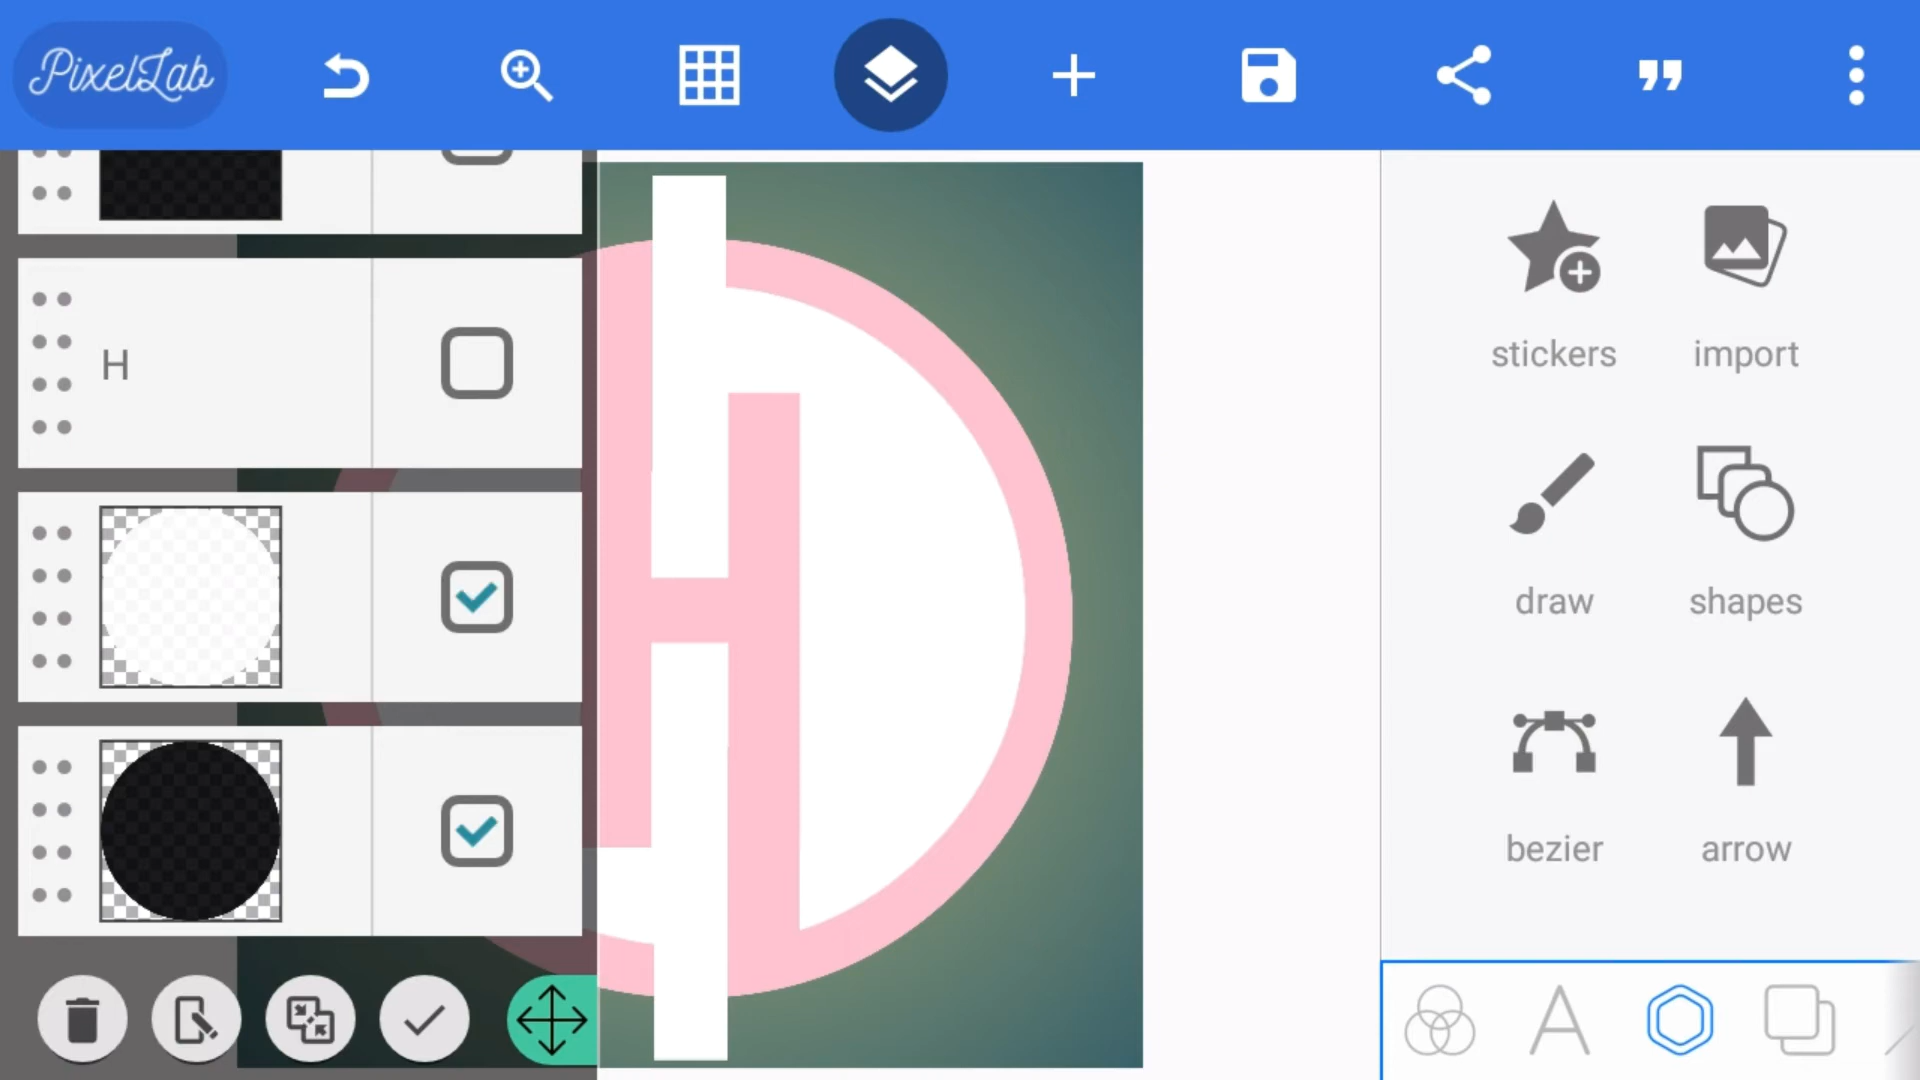 PixelLab
H
H
stickers
import
draw
shapes
bezier
arrow